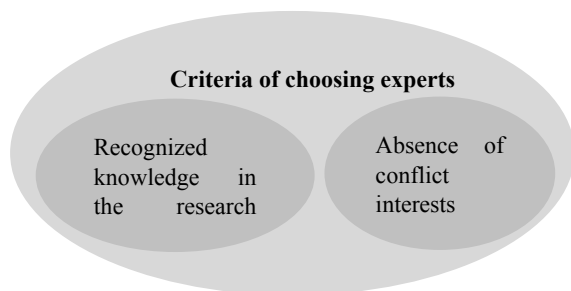 Criteria of choosing experts
Recognized
knowledge in
the research
Absence of
conflict
interests